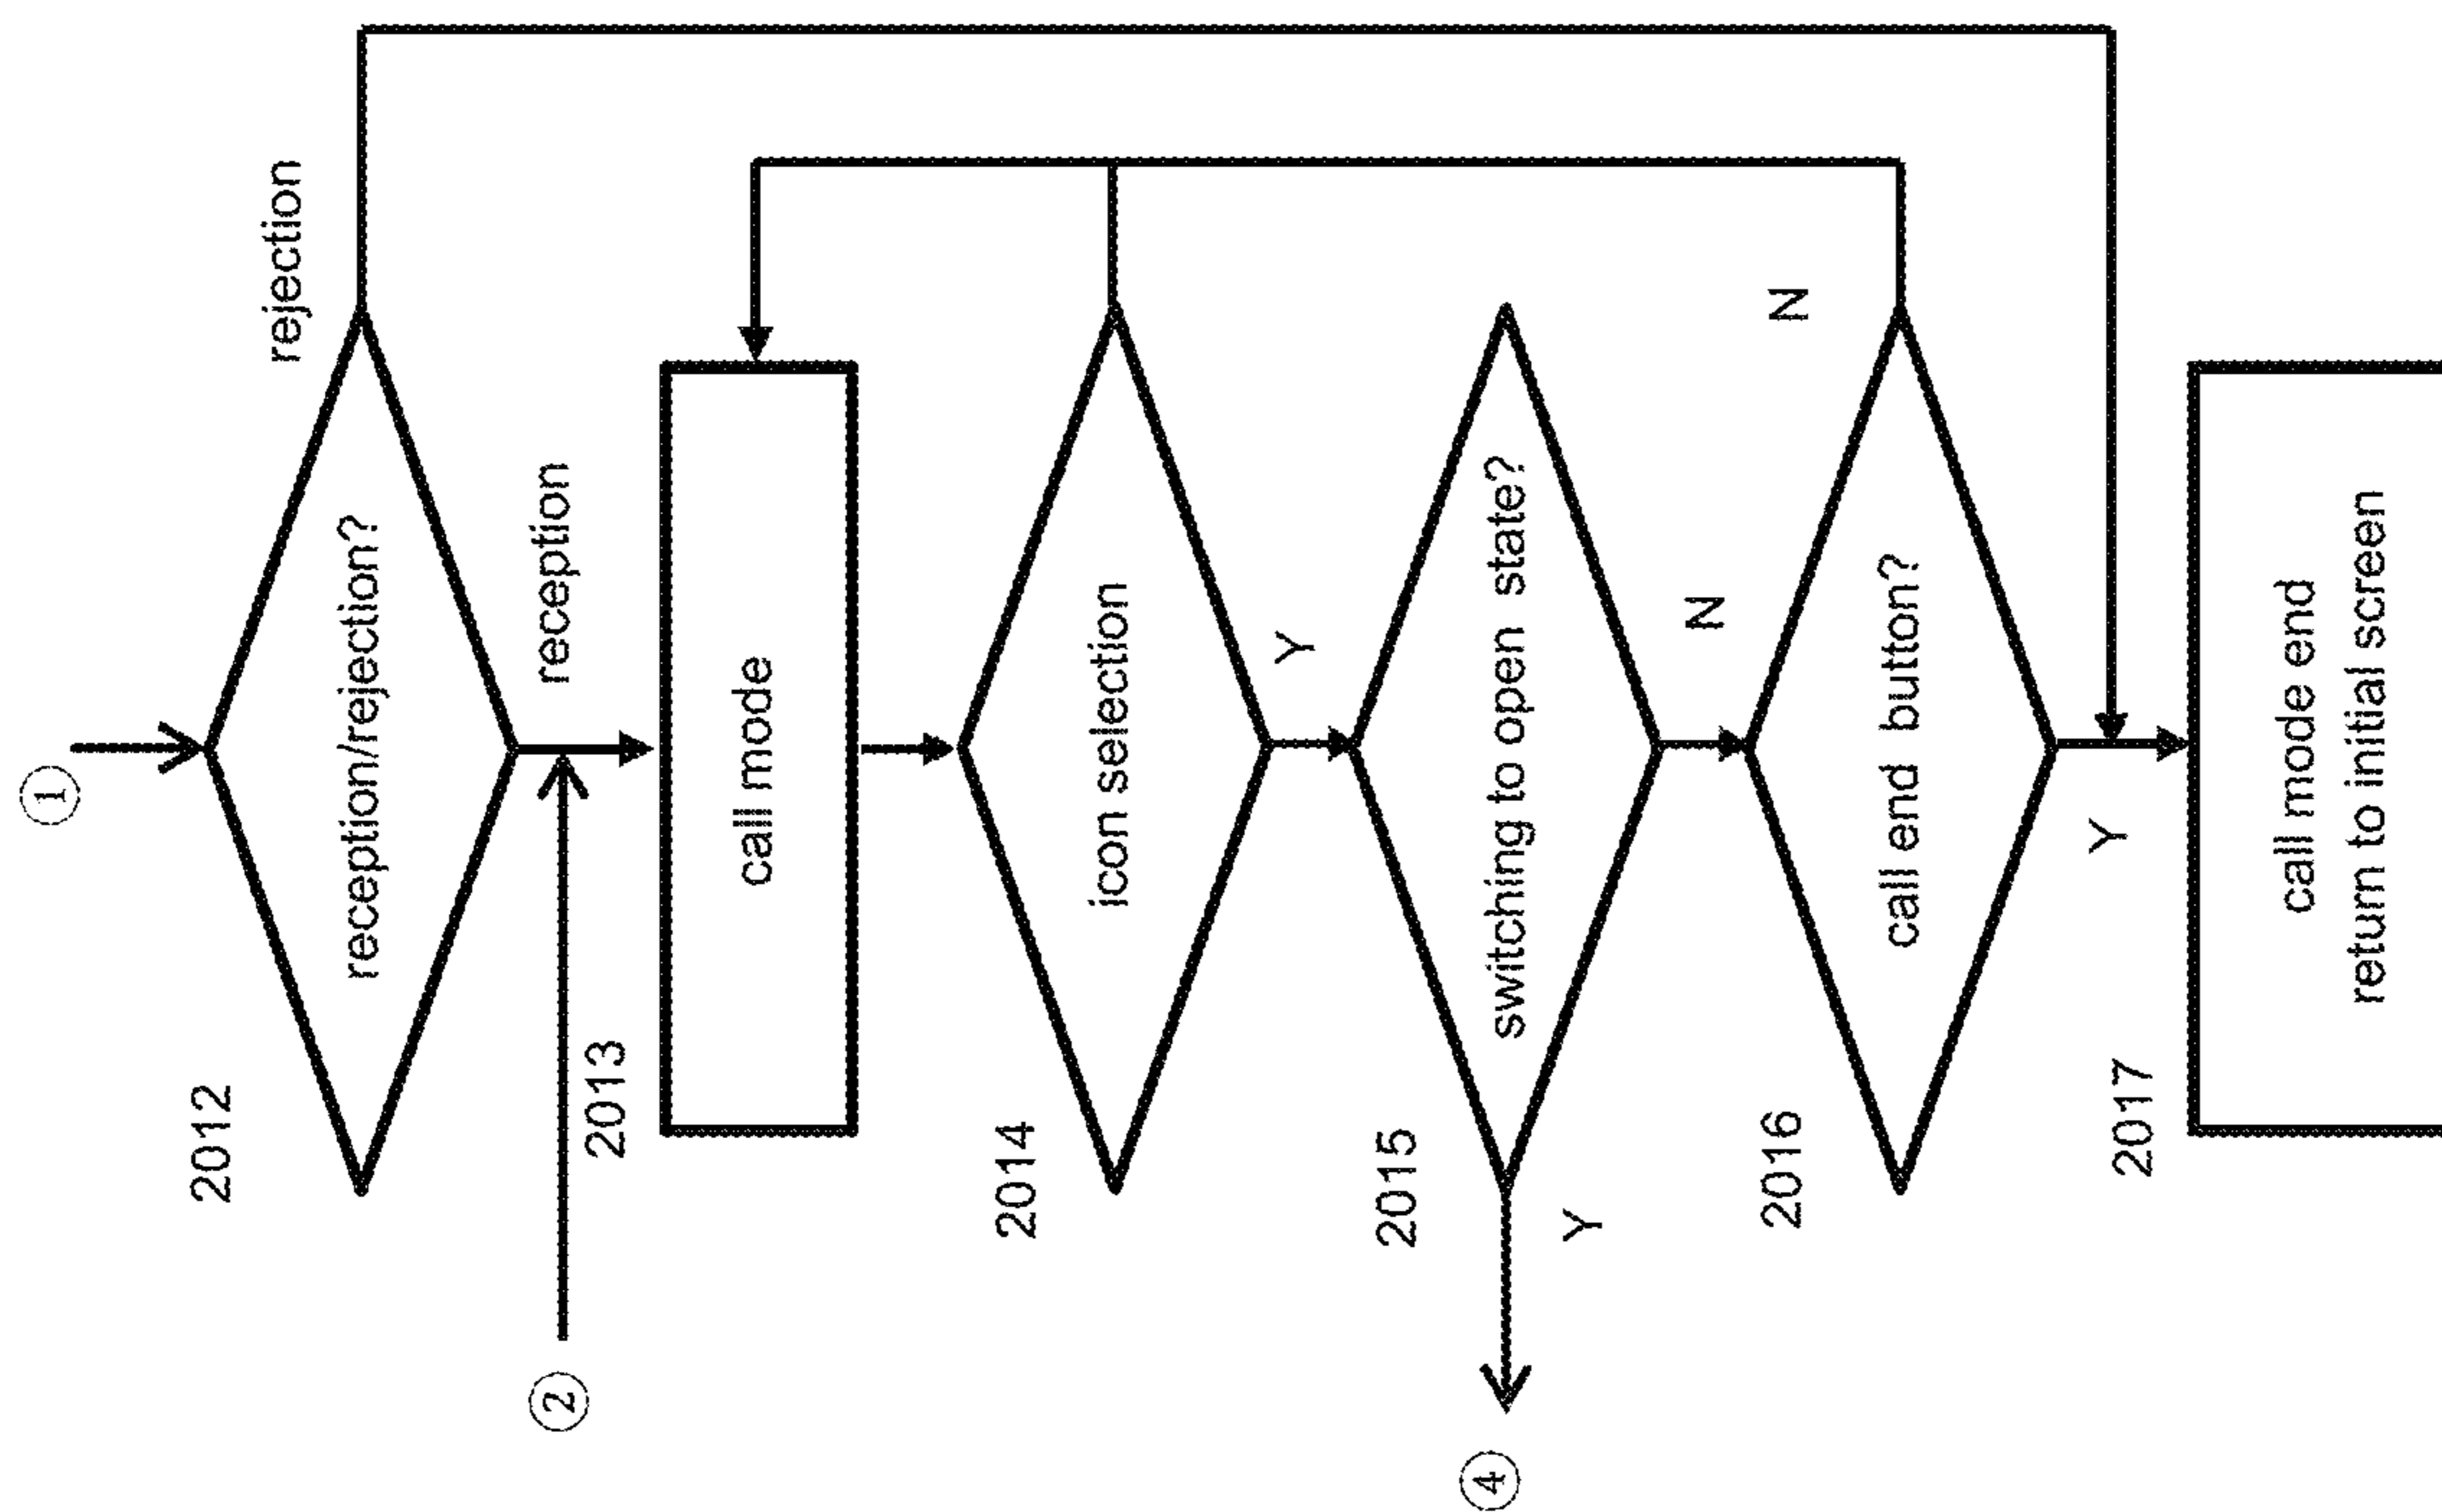 ①
2012
reception/rejection?
rejection
reception
②
2013
call mode
2014
icon selection
Y
2015
switching to open state?
Y
④
N
2016
call end button?
N
Y
2017
call mode end
return to initial screen